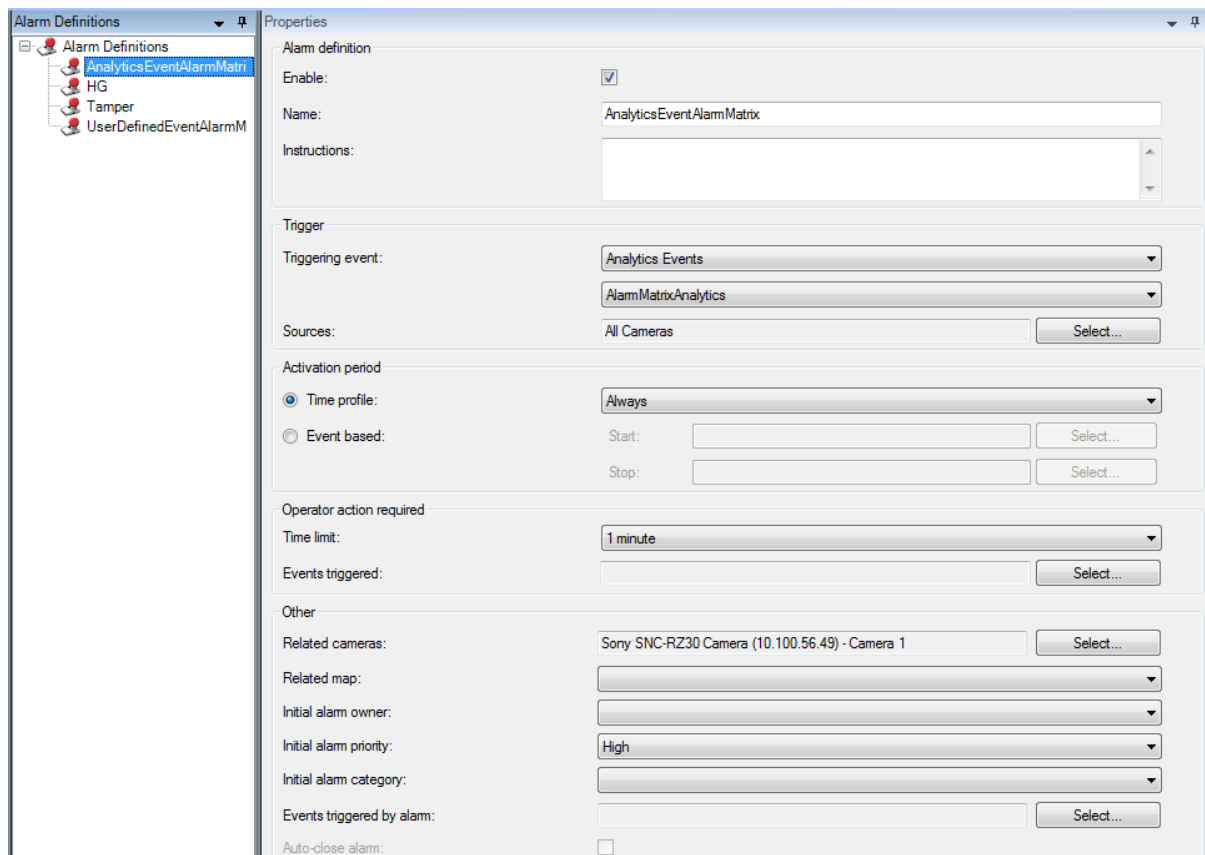 Alarm Definitions
Alarm Definitions
AnalyticsEventAlarmMatri
HG
Tamper
UserDefinedEventAlarmM
Properties
Alarm definition
Enable:
Name: AnalyticsEventAlarmMatrix
Instructions:
Trigger
Triggering event: Analytics Events
AlarmMatrixAnalytics
Sources: All Cameras Select...
Activation period
Time profile: Always
Event based: Start: Select...
Stop: Select...
Operator action required
Time limit: 1 minute
Events triggered: Select...
Other
Related cameras: Sony SNC-RZ30 Camera (10.100.56.49) - Camera 1 Select...
Related map:
Initial alarm owner:
Initial alarm priority: High
Initial alarm category:
Events triggered by alarm: Select...
Auto-close alarm: